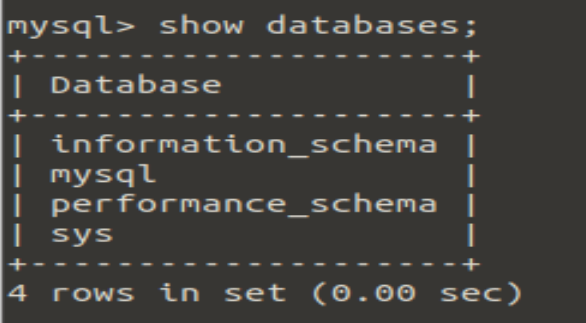 mysql> show databases;
+--------------------+
| Database           |
+--------------------+
| information_schema |
| mysql              |
| performance_schema |
| sys                |
+--------------------+
4 rows in set (0.00 sec)